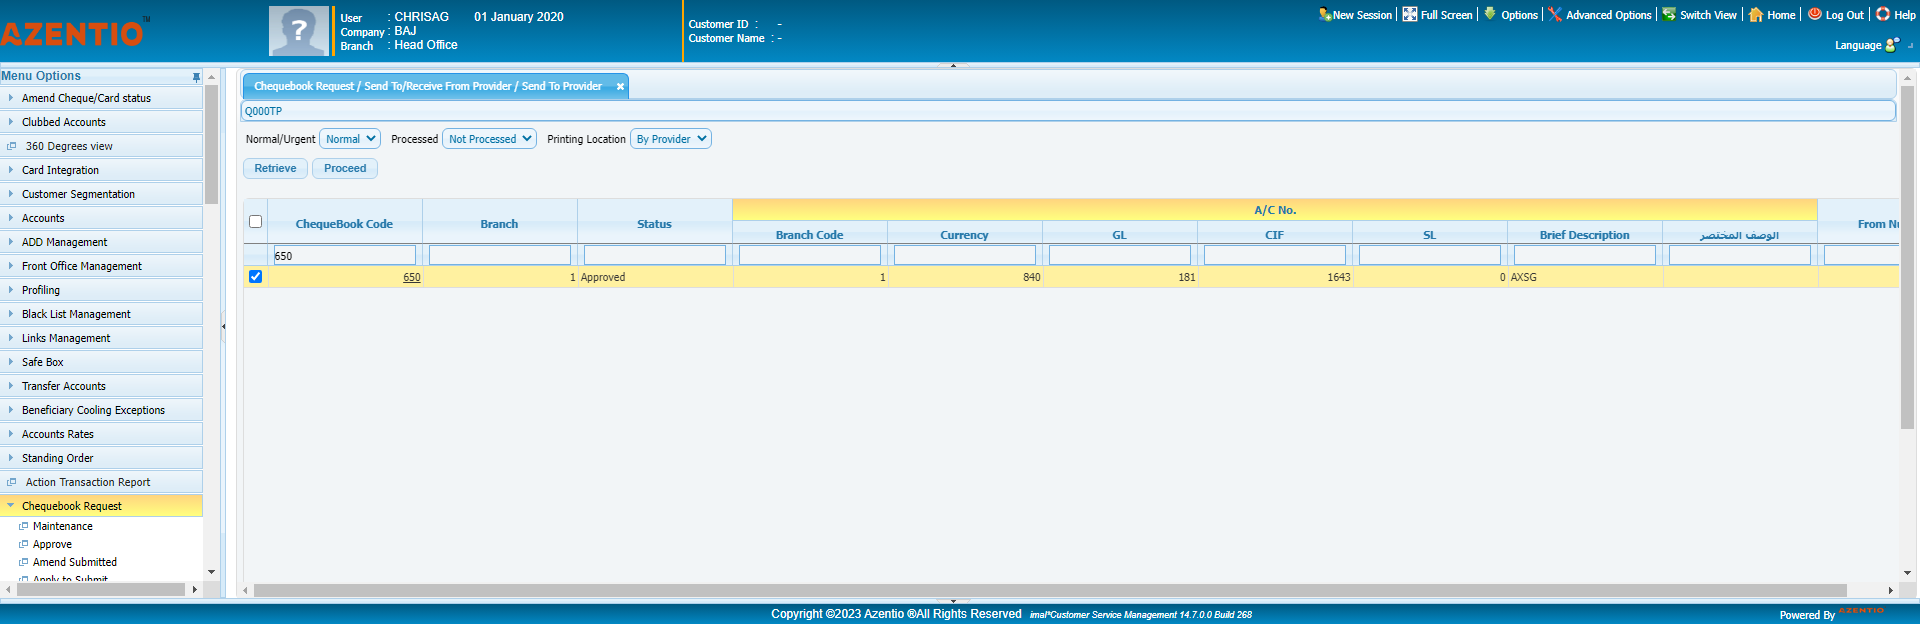 AZENTIO™
User : CHRISAG 01 January 2020
Company : BAJ
Branch : Head Office
Customer ID : -
Customer Name : -
New Session Full Screen Options Advanced Options Switch View Home Log Out Help
Language
Menu Options
Amend Cheque/Card status
Clubbed Accounts
360 Degrees view
Card Integration
Customer Segmentation
Accounts
ADD Management
Front Office Management
Profiling
Black List Management
Links Management
Safe Box
Transfer Accounts
Beneficiary Cooling Exceptions
Accounts Rates
Standing Order
Action Transaction Report
Chequebook Request
Maintenance
Approve
Amend Submitted
Apply to Submit
Chequebook Request / Send To/Receive From Provider / Send To Provider
Q000TP
Normal/Urgent Normal Processed Not Processed Printing Location By Provider
Retrieve Proceed
ChequeBook Code Branch Status A/C No. From Nu
Branch Code Currency GL CIF SL Brief Description الوصف المختصر
650
650 1 Approved 1 840 181 1643 0 AXSG
Copyright ©2023 Azentio ®All Rights Reserved imal*Customer Service Management 14.7.0.0 Build 268
Powered By AZENTIO